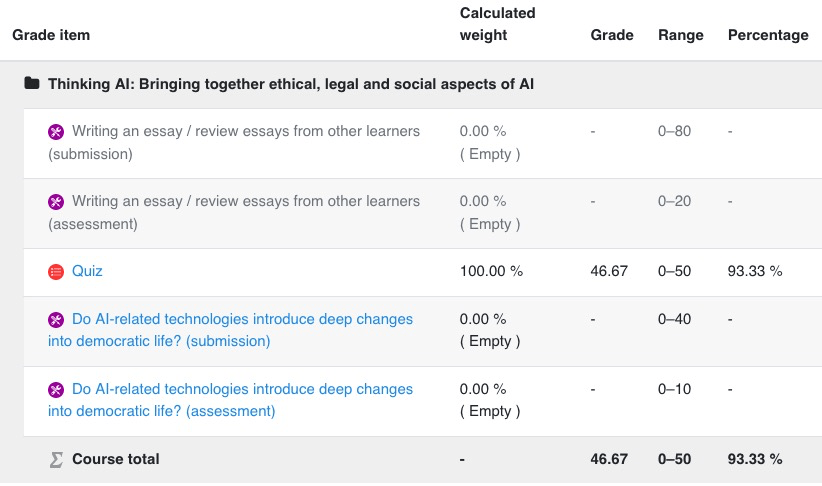 Calculated
Grade item weight Grade Range Percentage
Thinking AI: Bringing together ethical, legal and social aspects of AI
Writing an essay / review essays from other learners 0.00 % - 0–80 -
(submission) ( Empty )
Writing an essay / review essays from other learners 0.00 % - 0–20 -
(assessment) ( Empty )
Quiz 100.00 % 46.67 0–50 93.33 %
Do AI-related technologies introduce deep changes 0.00 % - 0–40 -
into democratic life? (submission) ( Empty )
Do AI-related technologies introduce deep changes 0.00 % - 0–10 -
into democratic life? (assessment) ( Empty )
Course total - 46.67 0–50 93.33 %